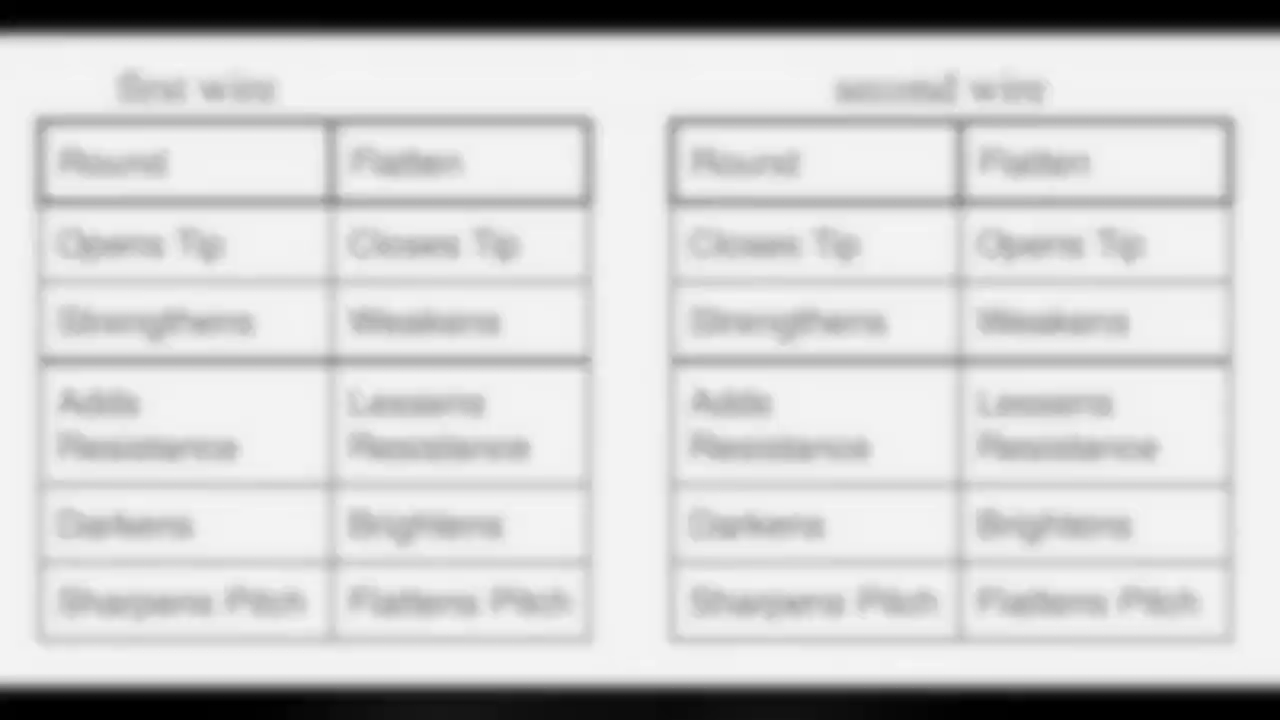 first wire
Round Flatten
Opens Tip Closes Tip
Strengthens Weakens
Adds Lessens
Resistance Resistance
Darkens Brightens
Sharpens Pitch Flattens Pitch
second wire
Round Flatten
Closes Tip Opens Tip
Strengthens Weakens
Adds Lessens
Resistance Resistance
Darkens Brightens
Sharpens Pitch Flattens Pitch